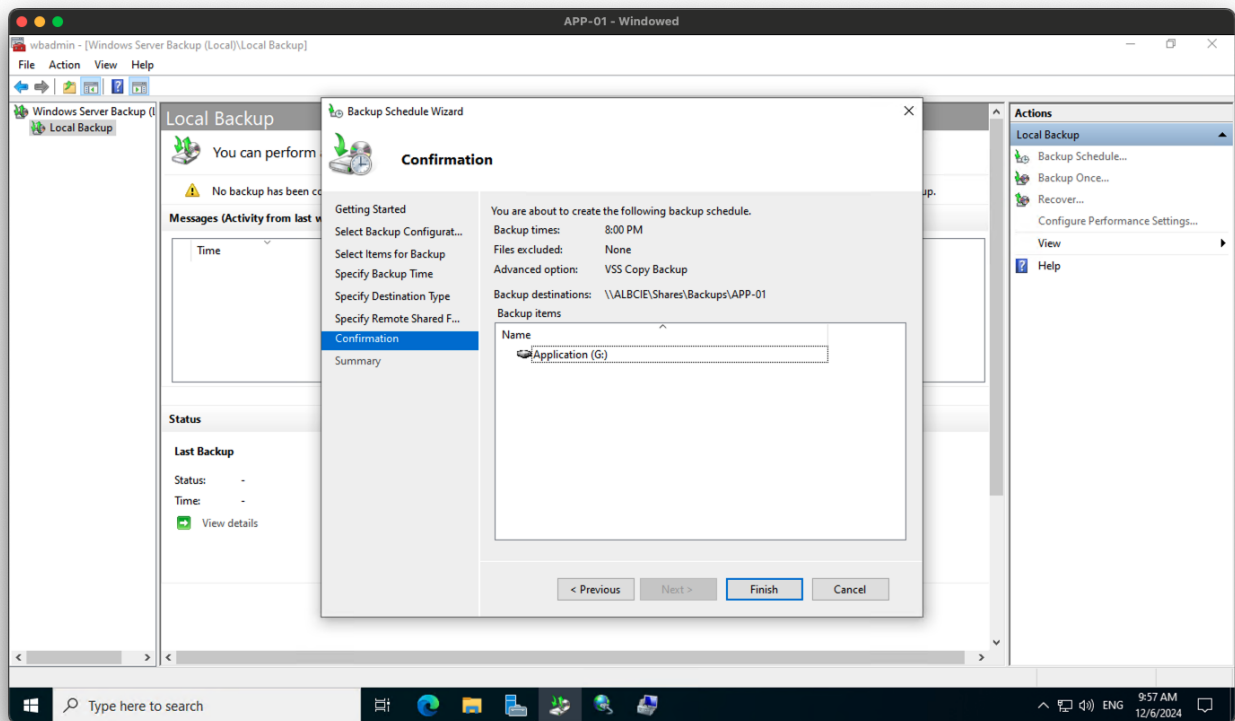 APP-01 - Windowed
wbadmin - [Windows Server Backup (Local)\Local Backup]
File Action View Help
Windows Server Backup (L
Local Backup
Local Backup
You can perform
No backup has been co
up.
Messages (Activity from last w
Time
Status
Last Backup
Status: -
Time: -
View details
Backup Schedule Wizard
Confirmation
Getting Started
Select Backup Configurat...
Select Items for Backup
Specify Backup Time
Specify Destination Type
Specify Remote Shared F...
Confirmation
Summary
You are about to create the following backup schedule.
Backup times: 8:00 PM
Files excluded: None
Advanced option: VSS Copy Backup
Backup destinations: \\ALBCIE\Shares\Backups\APP-01
Backup items
Name
Application (G:)
< Previous Next > Finish Cancel
Actions
Local Backup
Backup Schedule...
Backup Once...
Recover...
Configure Performance Settings...
View
Help
Type here to search
ENG
9:57 AM
12/6/2024